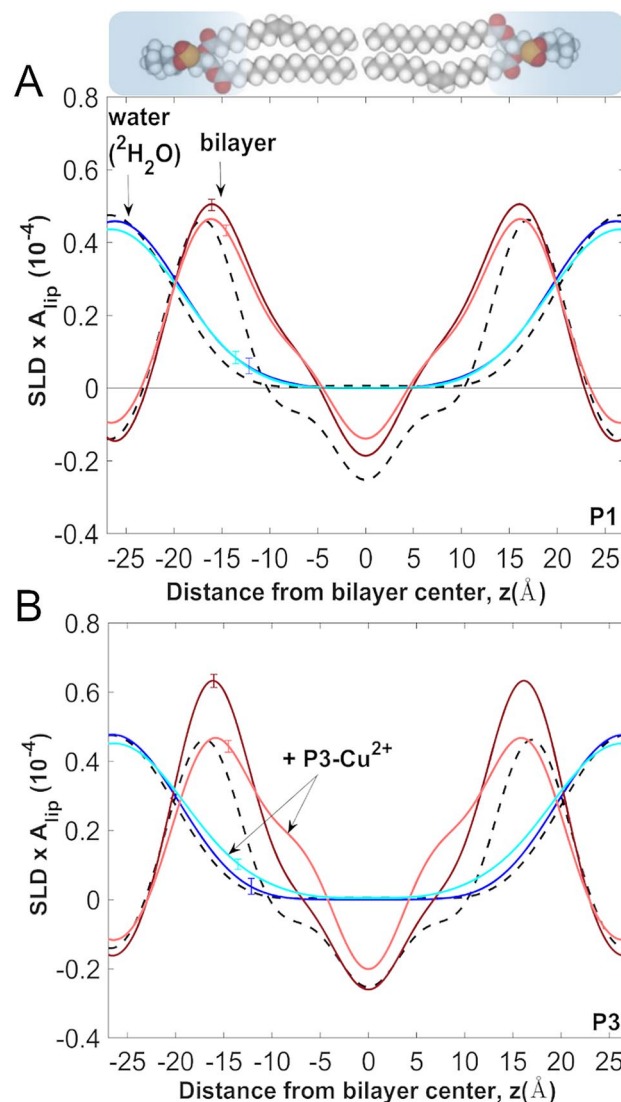 A
0.8
water
(²H₂O)
bilayer
0.6
0.4
0.2
0
-0.2
-0.4
SLD x A_lip (10⁻⁴)
P1
-25 -20 -15 -10 -5 0 5 10 15 20 25
Distance from bilayer center, z(Å)
B
0.8
0.6
0.4
0.2
0
-0.2
-0.4
SLD x A_lip (10⁻⁴)
+ P3-Cu²⁺
P3
-25 -20 -15 -10 -5 0 5 10 15 20 25
Distance from bilayer center, z(Å)